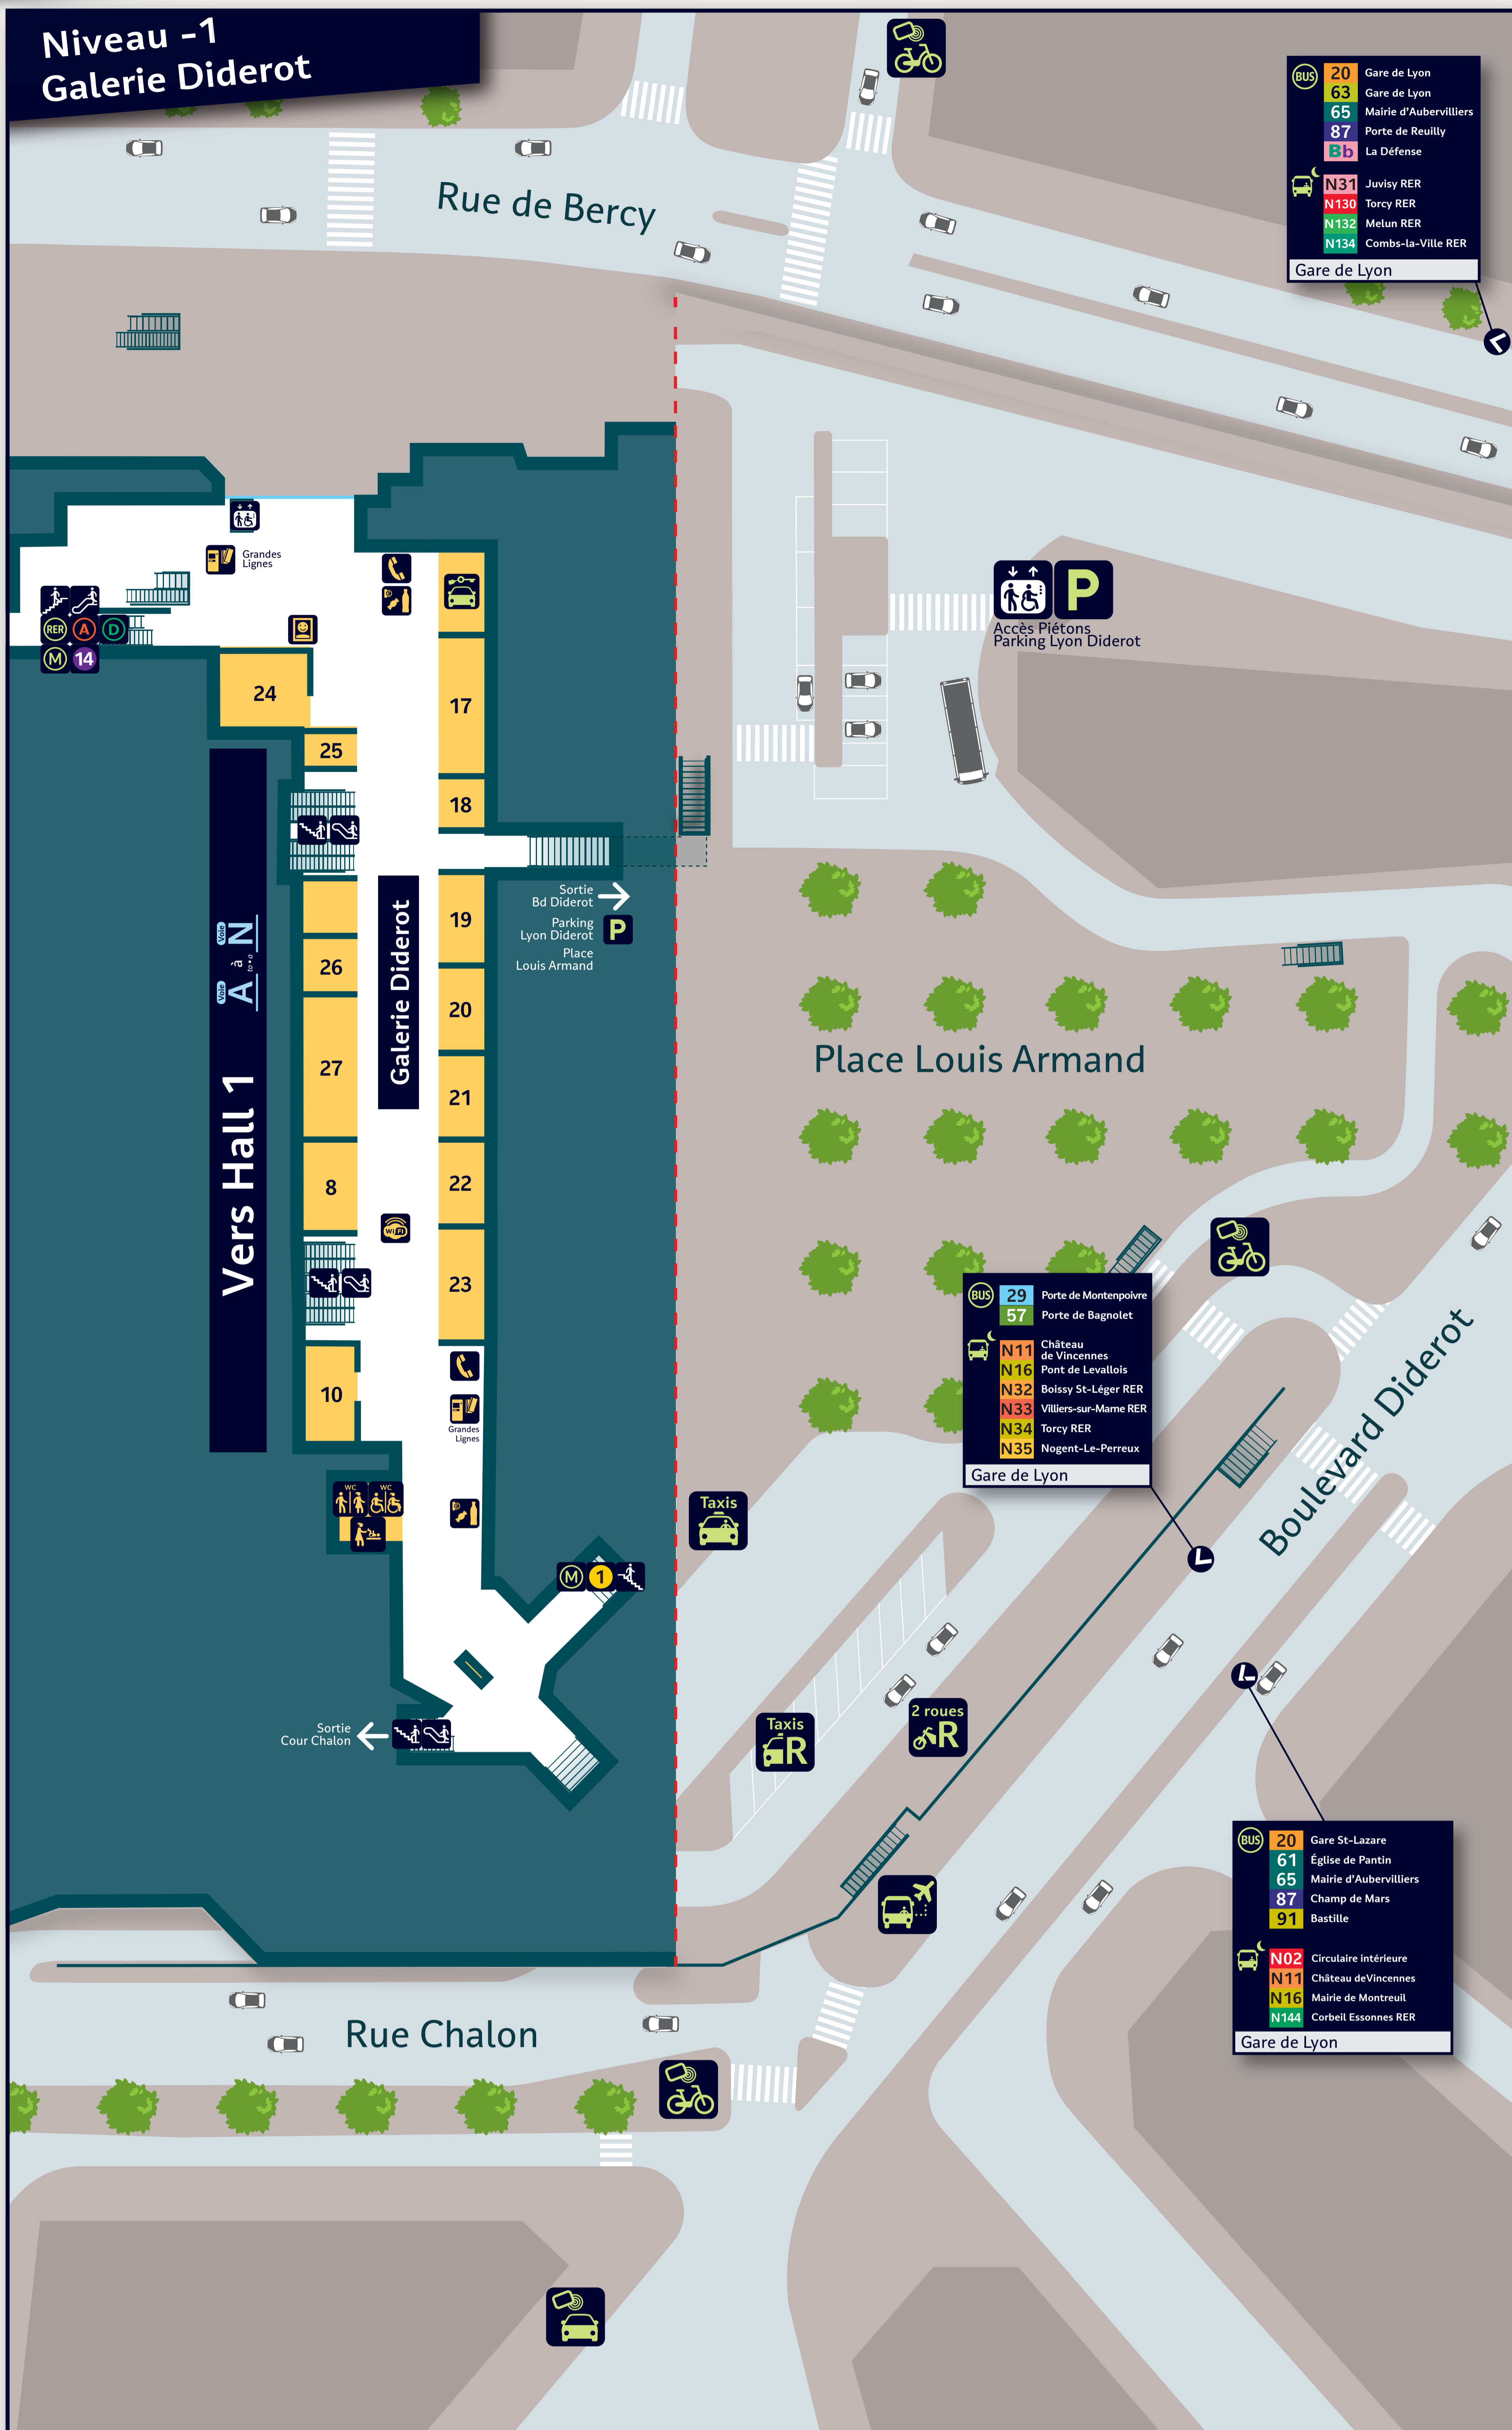 Niveau -1
Galerie Diderot
Rue de Bercy
BUS
20 Gare de Lyon
63 Gare de Lyon
65 Mairie d'Aubervilliers
87 Porte de Reuilly
Bb La Défense
N31 Juvisy RER
N130 Torcy RER
N132 Melun RER
N134 Combs-la-Ville RER
Gare de Lyon
Grandes
Lignes
RER A D
M 14
P
Accès Piétons
Parking Lyon Diderot
24
25
17
18
19
20
21
22
23
26
27
8
10
Vers Hall 1
Voie A à Voie N
to • a
Galerie Diderot
Sortie
Bd Diderot
Parking
Lyon Diderot
P
Place
Louis Armand
WiFi
Place Louis Armand
Grandes
Lignes
WC WC
M 1
Sortie
Cour Chalon
BUS
29 Porte de Montenpoivre
57 Porte de Bagnolet
N11 Château
de Vincennes
N16 Pont de Levallois
N32 Boissy St-Léger RER
N33 Villiers-sur-Marne RER
N34 Torcy RER
N35 Nogent-Le-Perreux
Gare de Lyon
Boulevard Diderot
Taxis
Taxis
R
2 roues
R
BUS
20 Gare St-Lazare
61 Église de Pantin
65 Mairie d'Aubervilliers
87 Champ de Mars
91 Bastille
N02 Circulaire intérieure
N11 Château deVincennes
N16 Mairie de Montreuil
N144 Corbeil Essonnes RER
Gare de Lyon
Rue Chalon